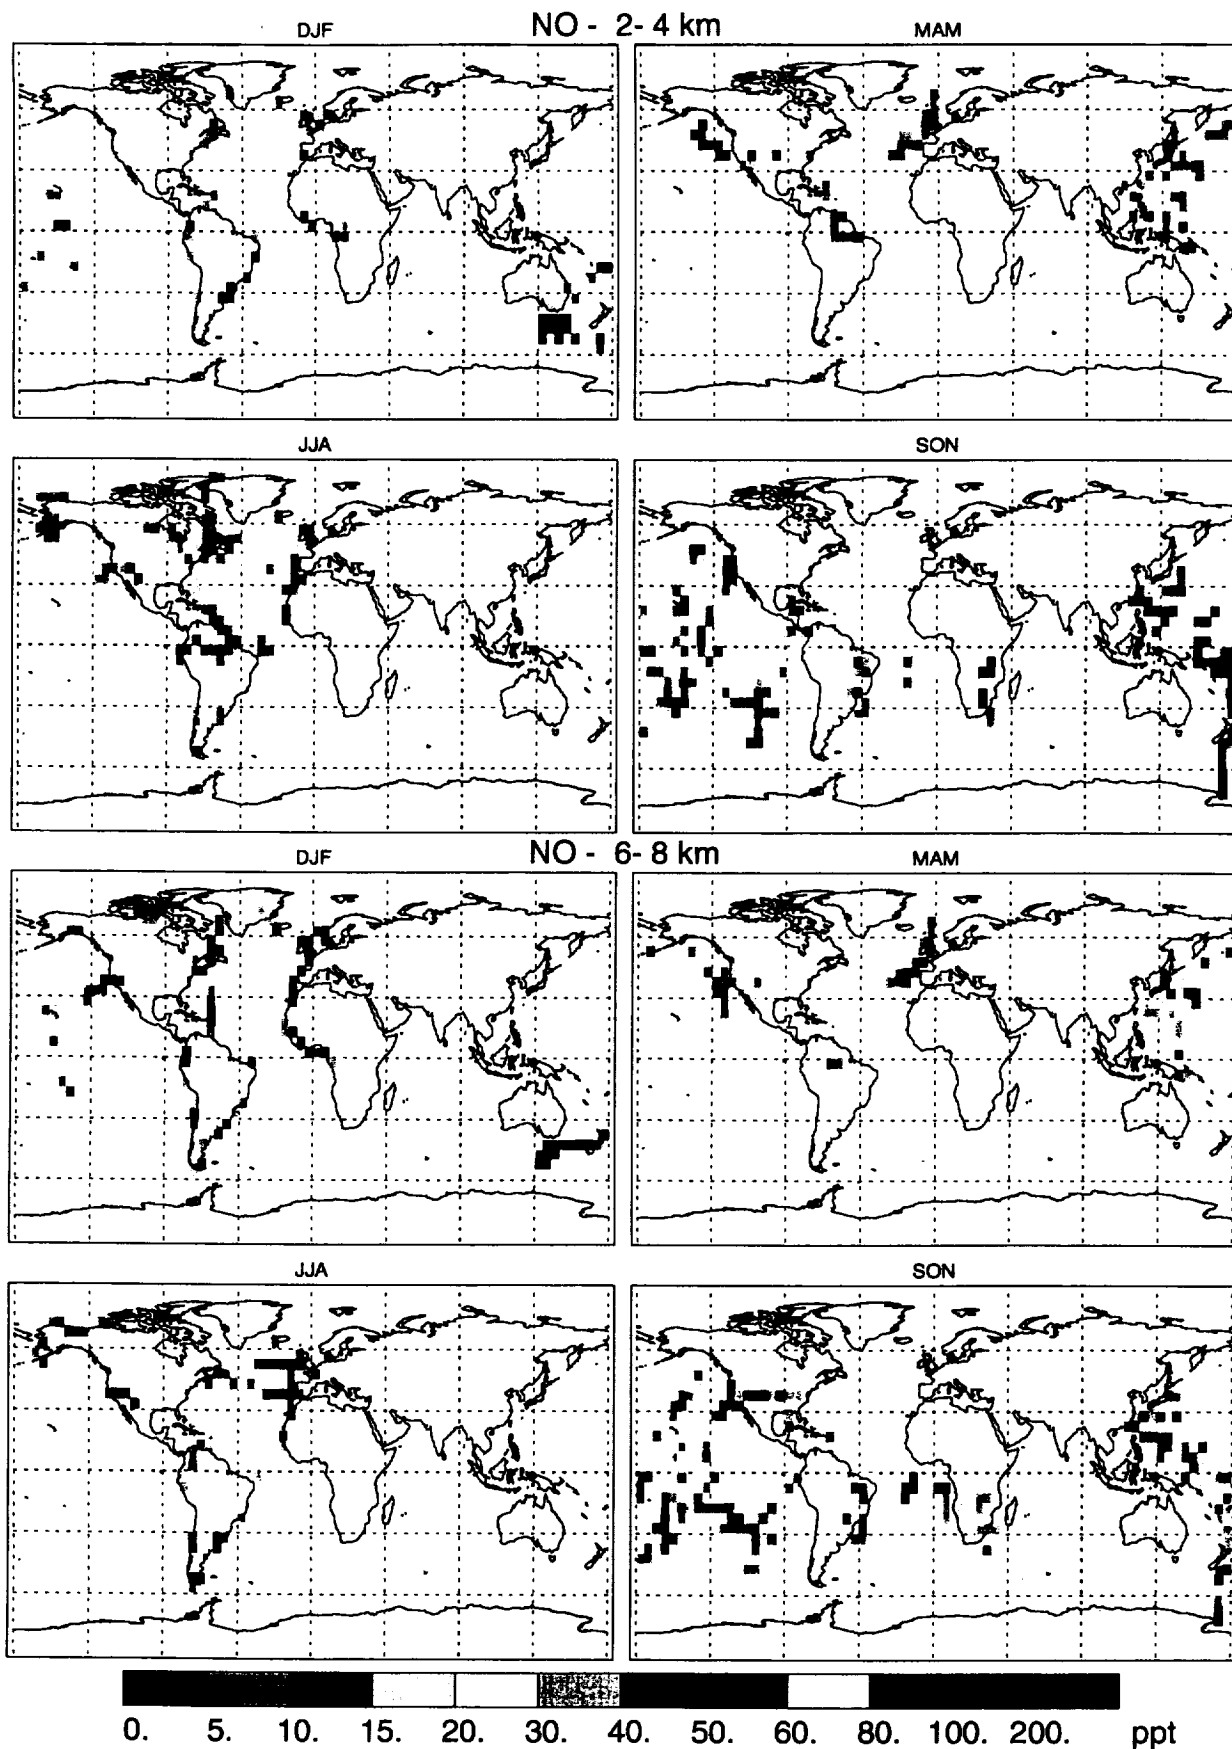 NO - 2- 4 km
DJF
MAM
JJA
SON
NO - 6- 8 km
DJF
MAM
JJA
SON
0. 5. 10. 15. 20. 30. 40. 50. 60. 80. 100. 200. ppt